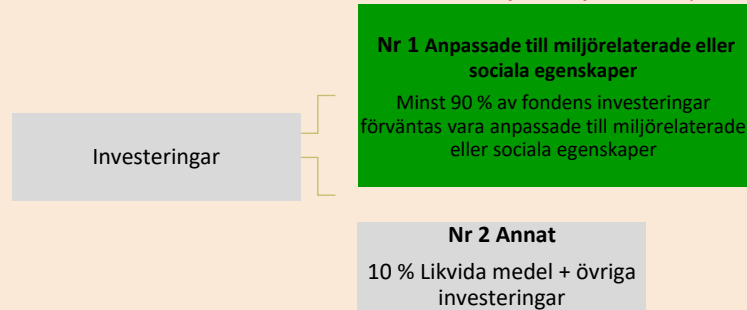 Nr 1 Anpassade till miljörelaterade eller
sociala egenskaper
Minst 90 % av fondens investeringar
förväntas vara anpassade till miljörelaterade
eller sociala egenskaper
Investeringar
Nr 2 Annat
10 % Likvida medel + övriga
investeringar